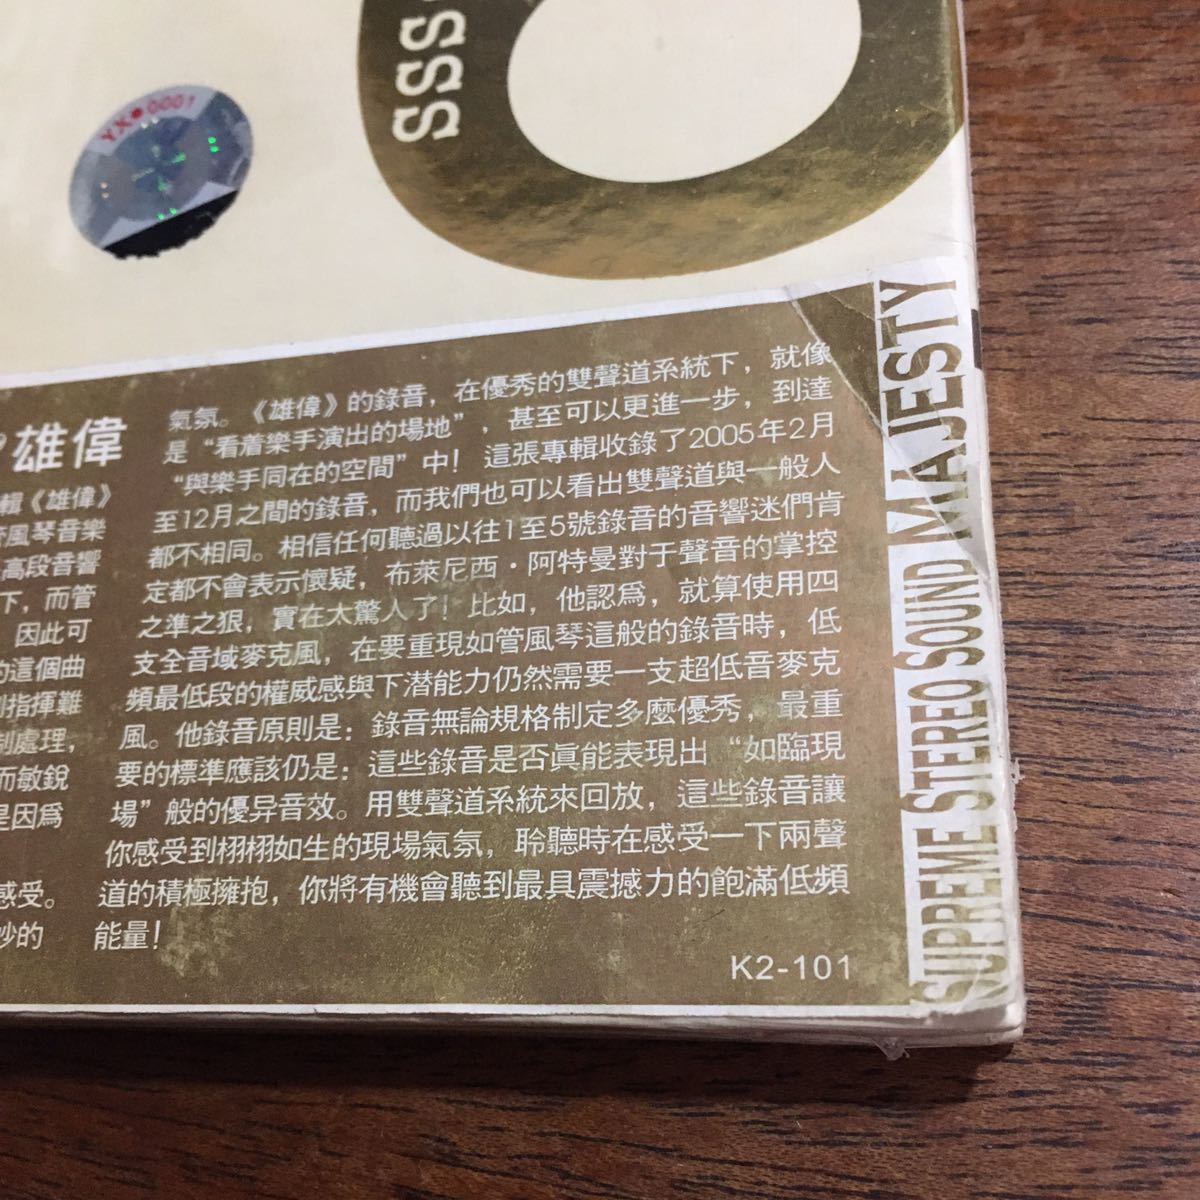 SSS
YX●0001
雄偉
輯《雄偉》
管風琴音樂
高段音響
下，而管
因此可
的這個曲
指揮難
制處理，
而敏銳
是因爲
感受。
妙的
氣氛。《雄偉》的錄音，在優秀的雙聲道系統下，就像
是“看着樂手演出的場地”，甚至可以更進一步，到達
“與樂手同在的空間”中！這張專輯收錄了2005年2月
至12月之間的錄音，而我們也可以看出雙聲道與一般人
都不相同。相信任何聽過以往1至5號錄音的音響迷們肯
定都不會表示懷疑，布萊尼西·阿特曼對于聲音的掌控
之準之狠，實在太驚人了！比如，他認爲，就算使用四
支全音域麥克風，在要重現如管風琴這般的錄音時，低
頻最低段的權威感與下潛能力仍然需要一支超低音麥克
風。他錄音原則是：錄音無論規格制定多麼優秀，最重
要的標準應該仍是：這些錄音是否眞能表現出“如臨現
場”般的優异音效。用雙聲道系統來回放，這些錄音讓
你感受到栩栩如生的現場氣氛，聆聽時在感受一下兩聲
道的積極擁抱，你將有機會聽到最具震撼力的飽滿低頻
能量！
K2-101
SUPREME STEREO SOUND MAJESTY